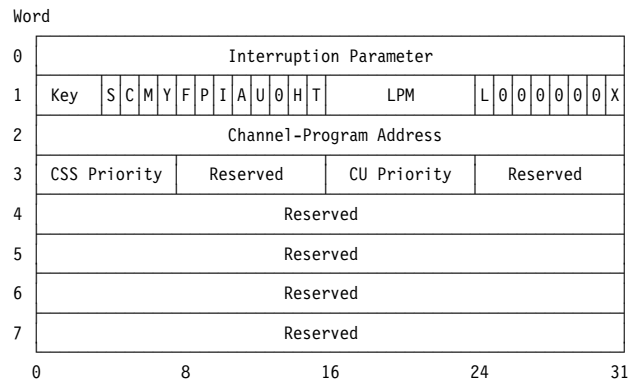 Word
0 Interruption Parameter
1 Key S C M Y F P I A U 0 H T LPM L 0 0 0 0 0 0 X
2 Channel-Program Address
3 CSS Priority Reserved CU Priority Reserved
4 Reserved
5 Reserved
6 Reserved
7 Reserved
0 8 16 24 31